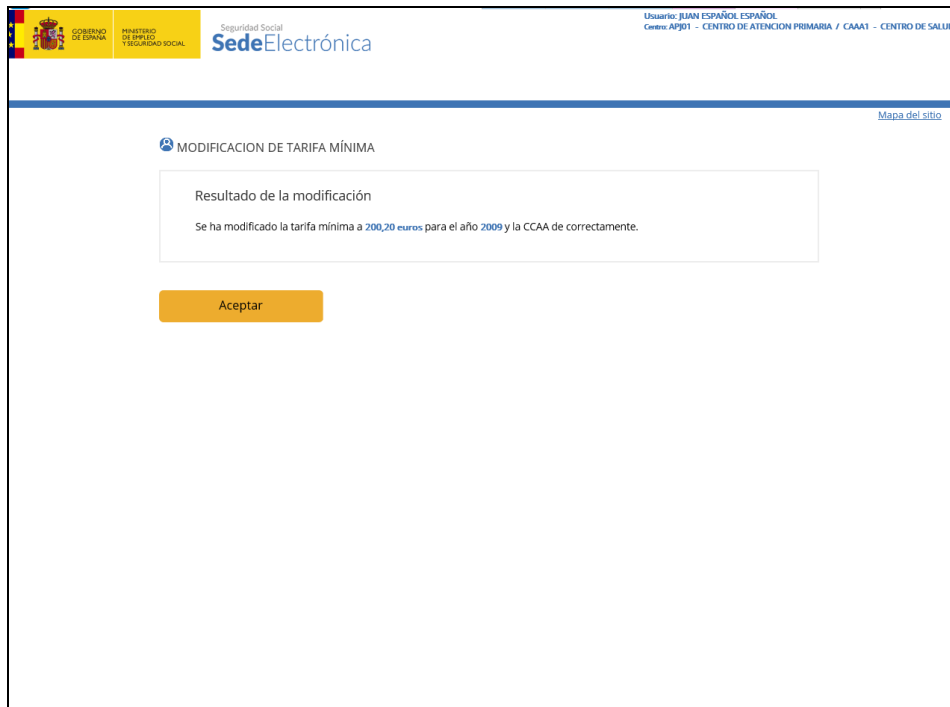 GOBIERNO DE ESPAÑA
MINISTERIO DE EMPLEO Y SEGURIDAD SOCIAL
Seguridad Social
SedeElectrónica
Usuario: JUAN ESPAÑOL ESPAÑOL
Centro: APJ01 - CENTRO DE ATENCION PRIMARIA / CAAA1 - CENTRO DE SALUD
Mapa del sitio
MODIFICACION DE TARIFA MÍNIMA
Resultado de la modificación
Se ha modificado la tarifa mínima a 200,20 euros para el año 2009 y la CCAA de correctamente.
Aceptar